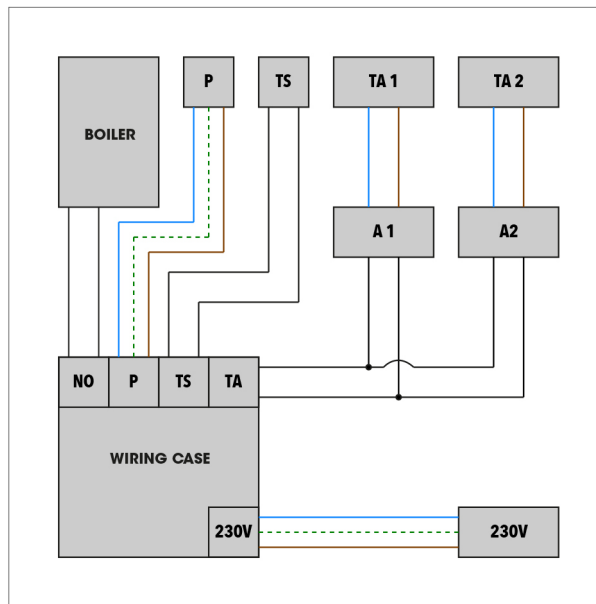 P
TS
TA 1
TA 2
BOILER
A 1
A2
NO
P
TS
TA
WIRING CASE
230V
230V